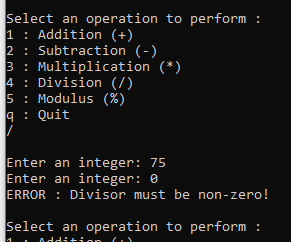 Select an operation to perform :
1 : Addition (+)
2 : Subtraction (-)
3 : Multiplication (*)
4 : Division (/)
5 : Modulus (%)
q : Quit
/
Enter an integer: 75
Enter an integer: 0
ERROR : Divisor must be non-zero!
Select an operation to perform :
1 : Addition (+)